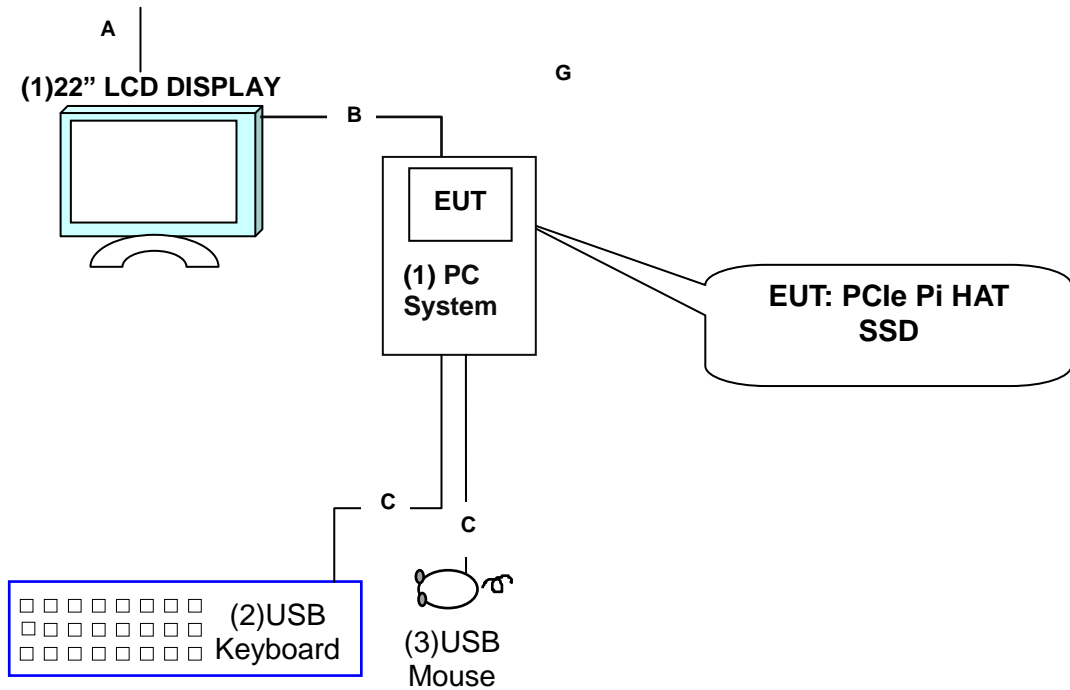 A
(1)22” LCD DISPLAY
G
B
EUT
(1) PC
System
EUT: PCIe Pi HAT
SSD
C
C
(2)USB
Keyboard
(3)USB
Mouse